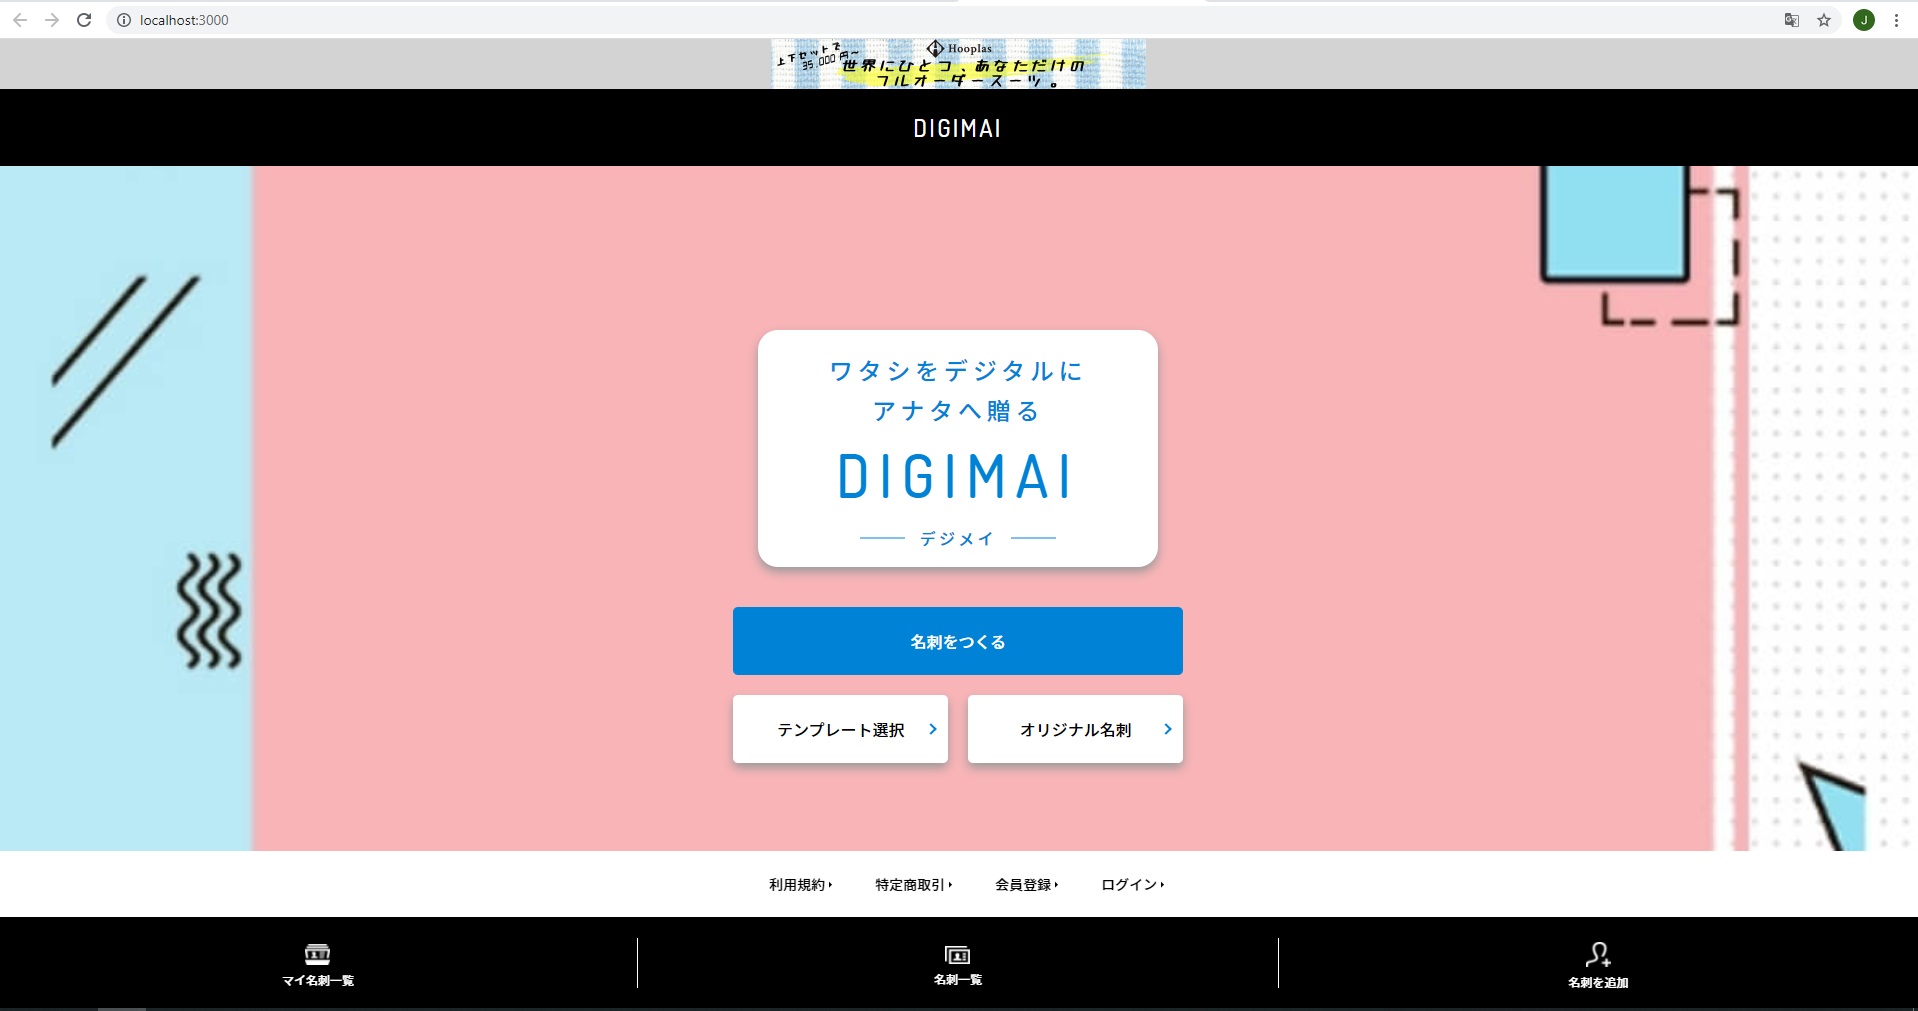 localhost:3000
J
Hooplas
上下セットで
35,000円~
世界にひとつ、あなただけの
フルオーダースーツ。
DIGIMAI
ワタシをデジタルに
アナタへ贈る
DIGIMAI
デジメイ
名刺をつくる
テンプレート選択
オリジナル名刺
利用規約
特定商取引
会員登録
ログイン
マイ名刺一覧
名刺一覧
名刺を追加